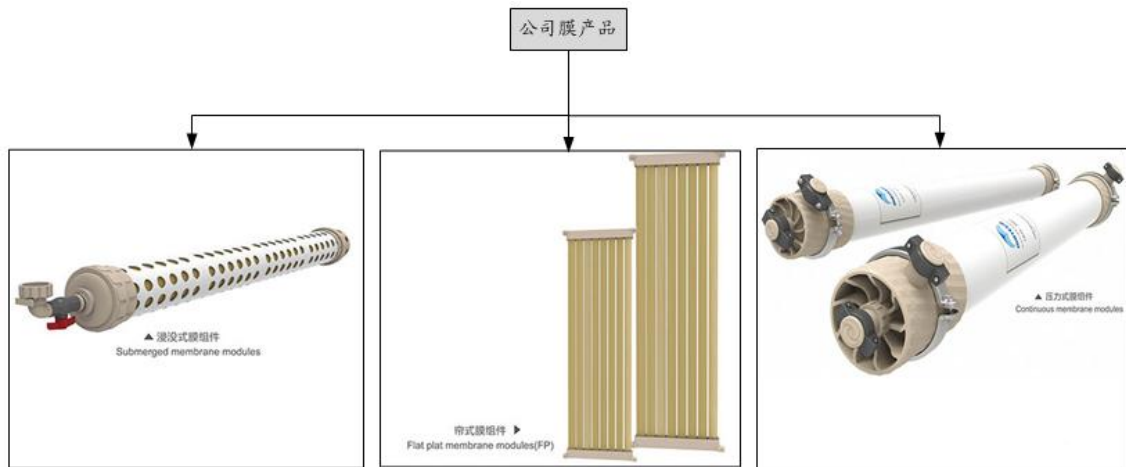 公司膜产品
▲ 浸没式膜组件
Submerged membrane modules
帘式膜组件 ▶
Flat plat membrane modules(FP)
▲ 压力式膜组件
Continuous membrane modules